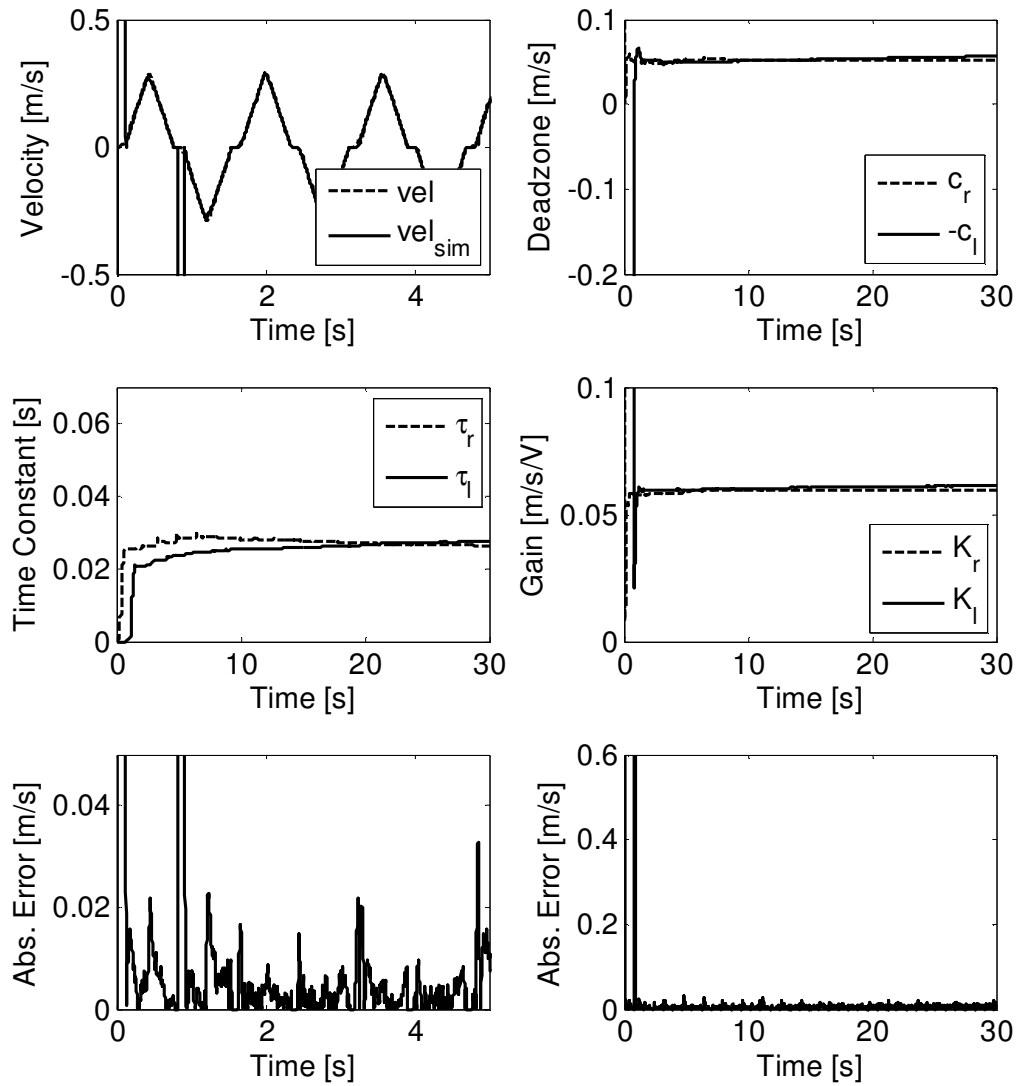 0.5
0
-0.5
Velocity [m/s]
vel
vel_sim
0 2 4
Time [s]
0.1
0
-0.1
-0.2
Deadzone [m/s]
c_r
-c_l
0 10 20 30
Time [s]
0.06
0.04
0.02
0
Time Constant [s]
τ_r
τ_l
0 10 20 30
Time [s]
0.1
0.05
0
Gain [m/s/V]
K_r
K_l
0 10 20 30
Time [s]
0.04
0.02
0
Abs. Error [m/s]
0 2 4
Time [s]
0.6
0.4
0.2
0
Abs. Error [m/s]
0 10 20 30
Time [s]